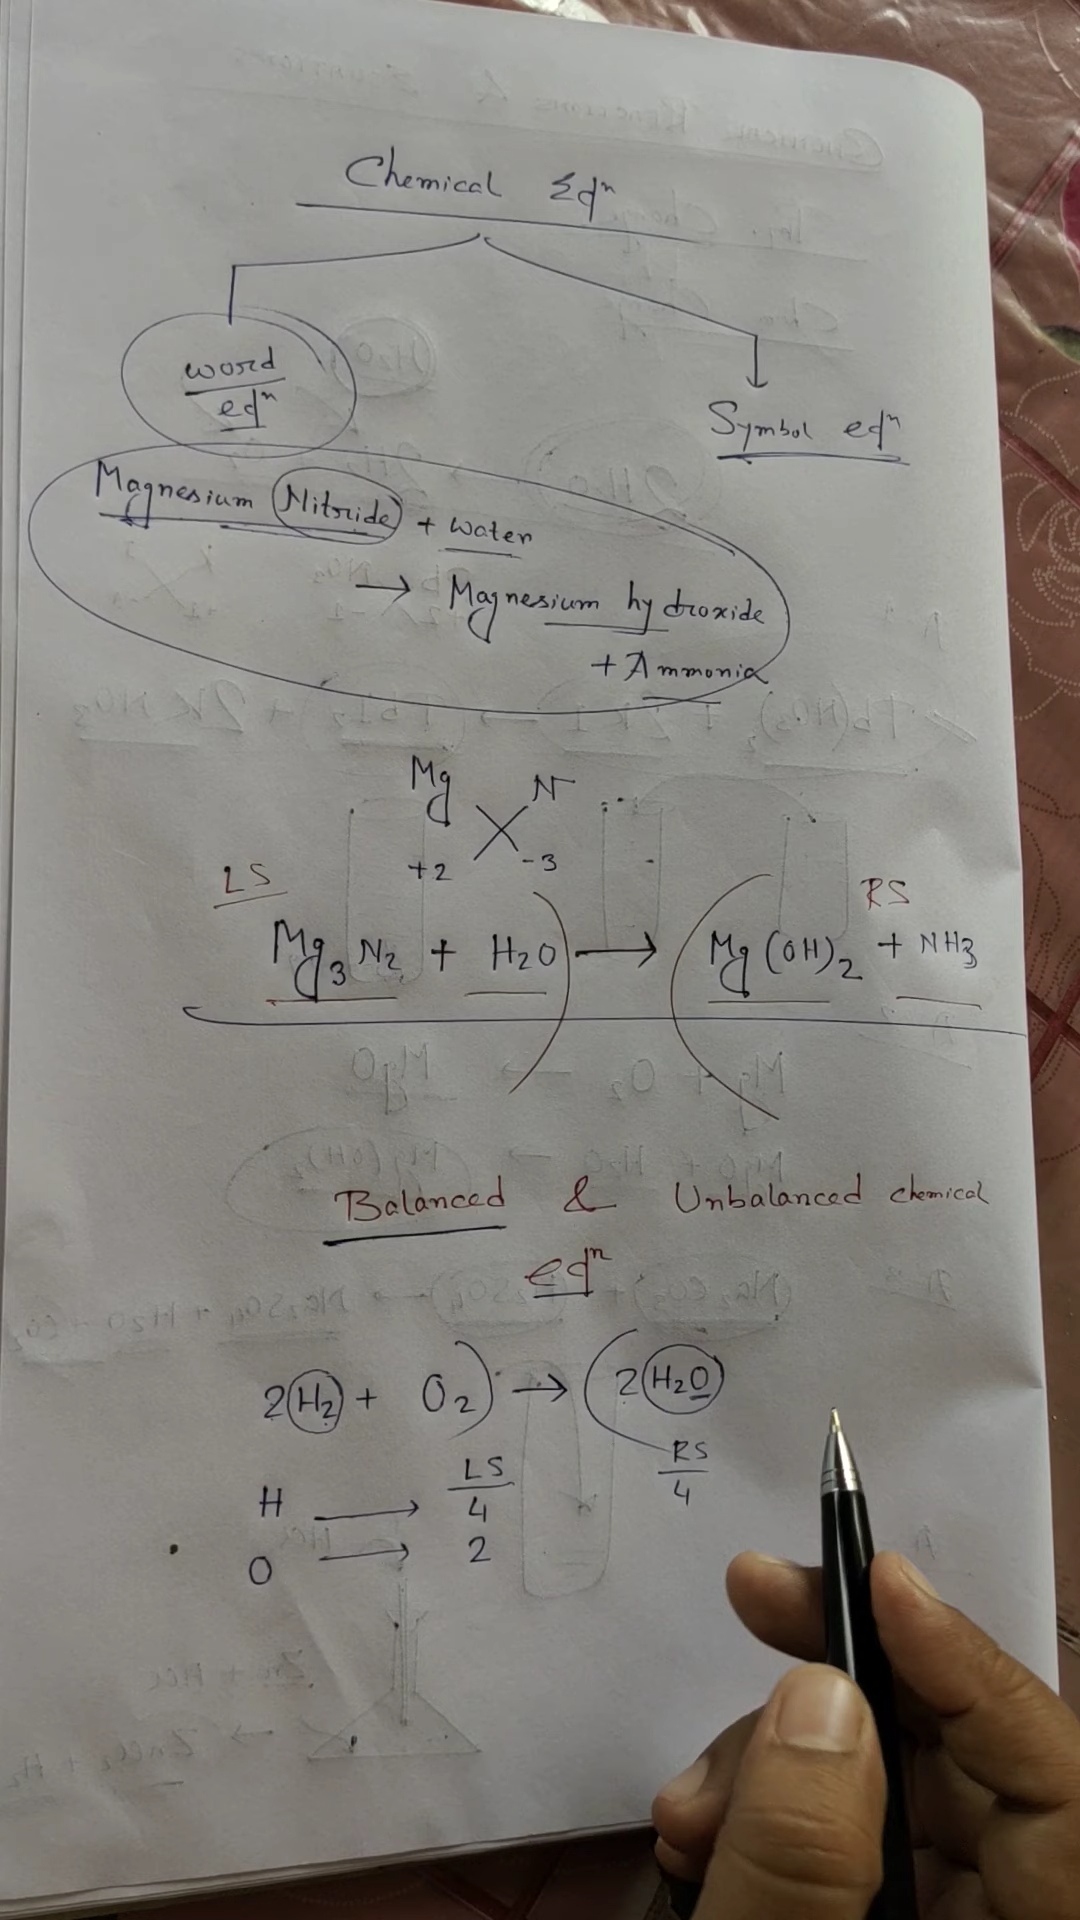 Chemical Eqⁿ
word
eqⁿ
Symbol eqⁿ
Magnesium Nitride + water
→ Magnesium hydroxide
+ Ammonia
Mg N
+2 -3
LS RS
Mg₃N₂ + H₂O → Mg(OH)₂ + NH₃
Balanced & Unbalanced chemical
eqⁿ
2H₂ + O₂ → 2H₂O
LS RS
H → 4 4
O → 2